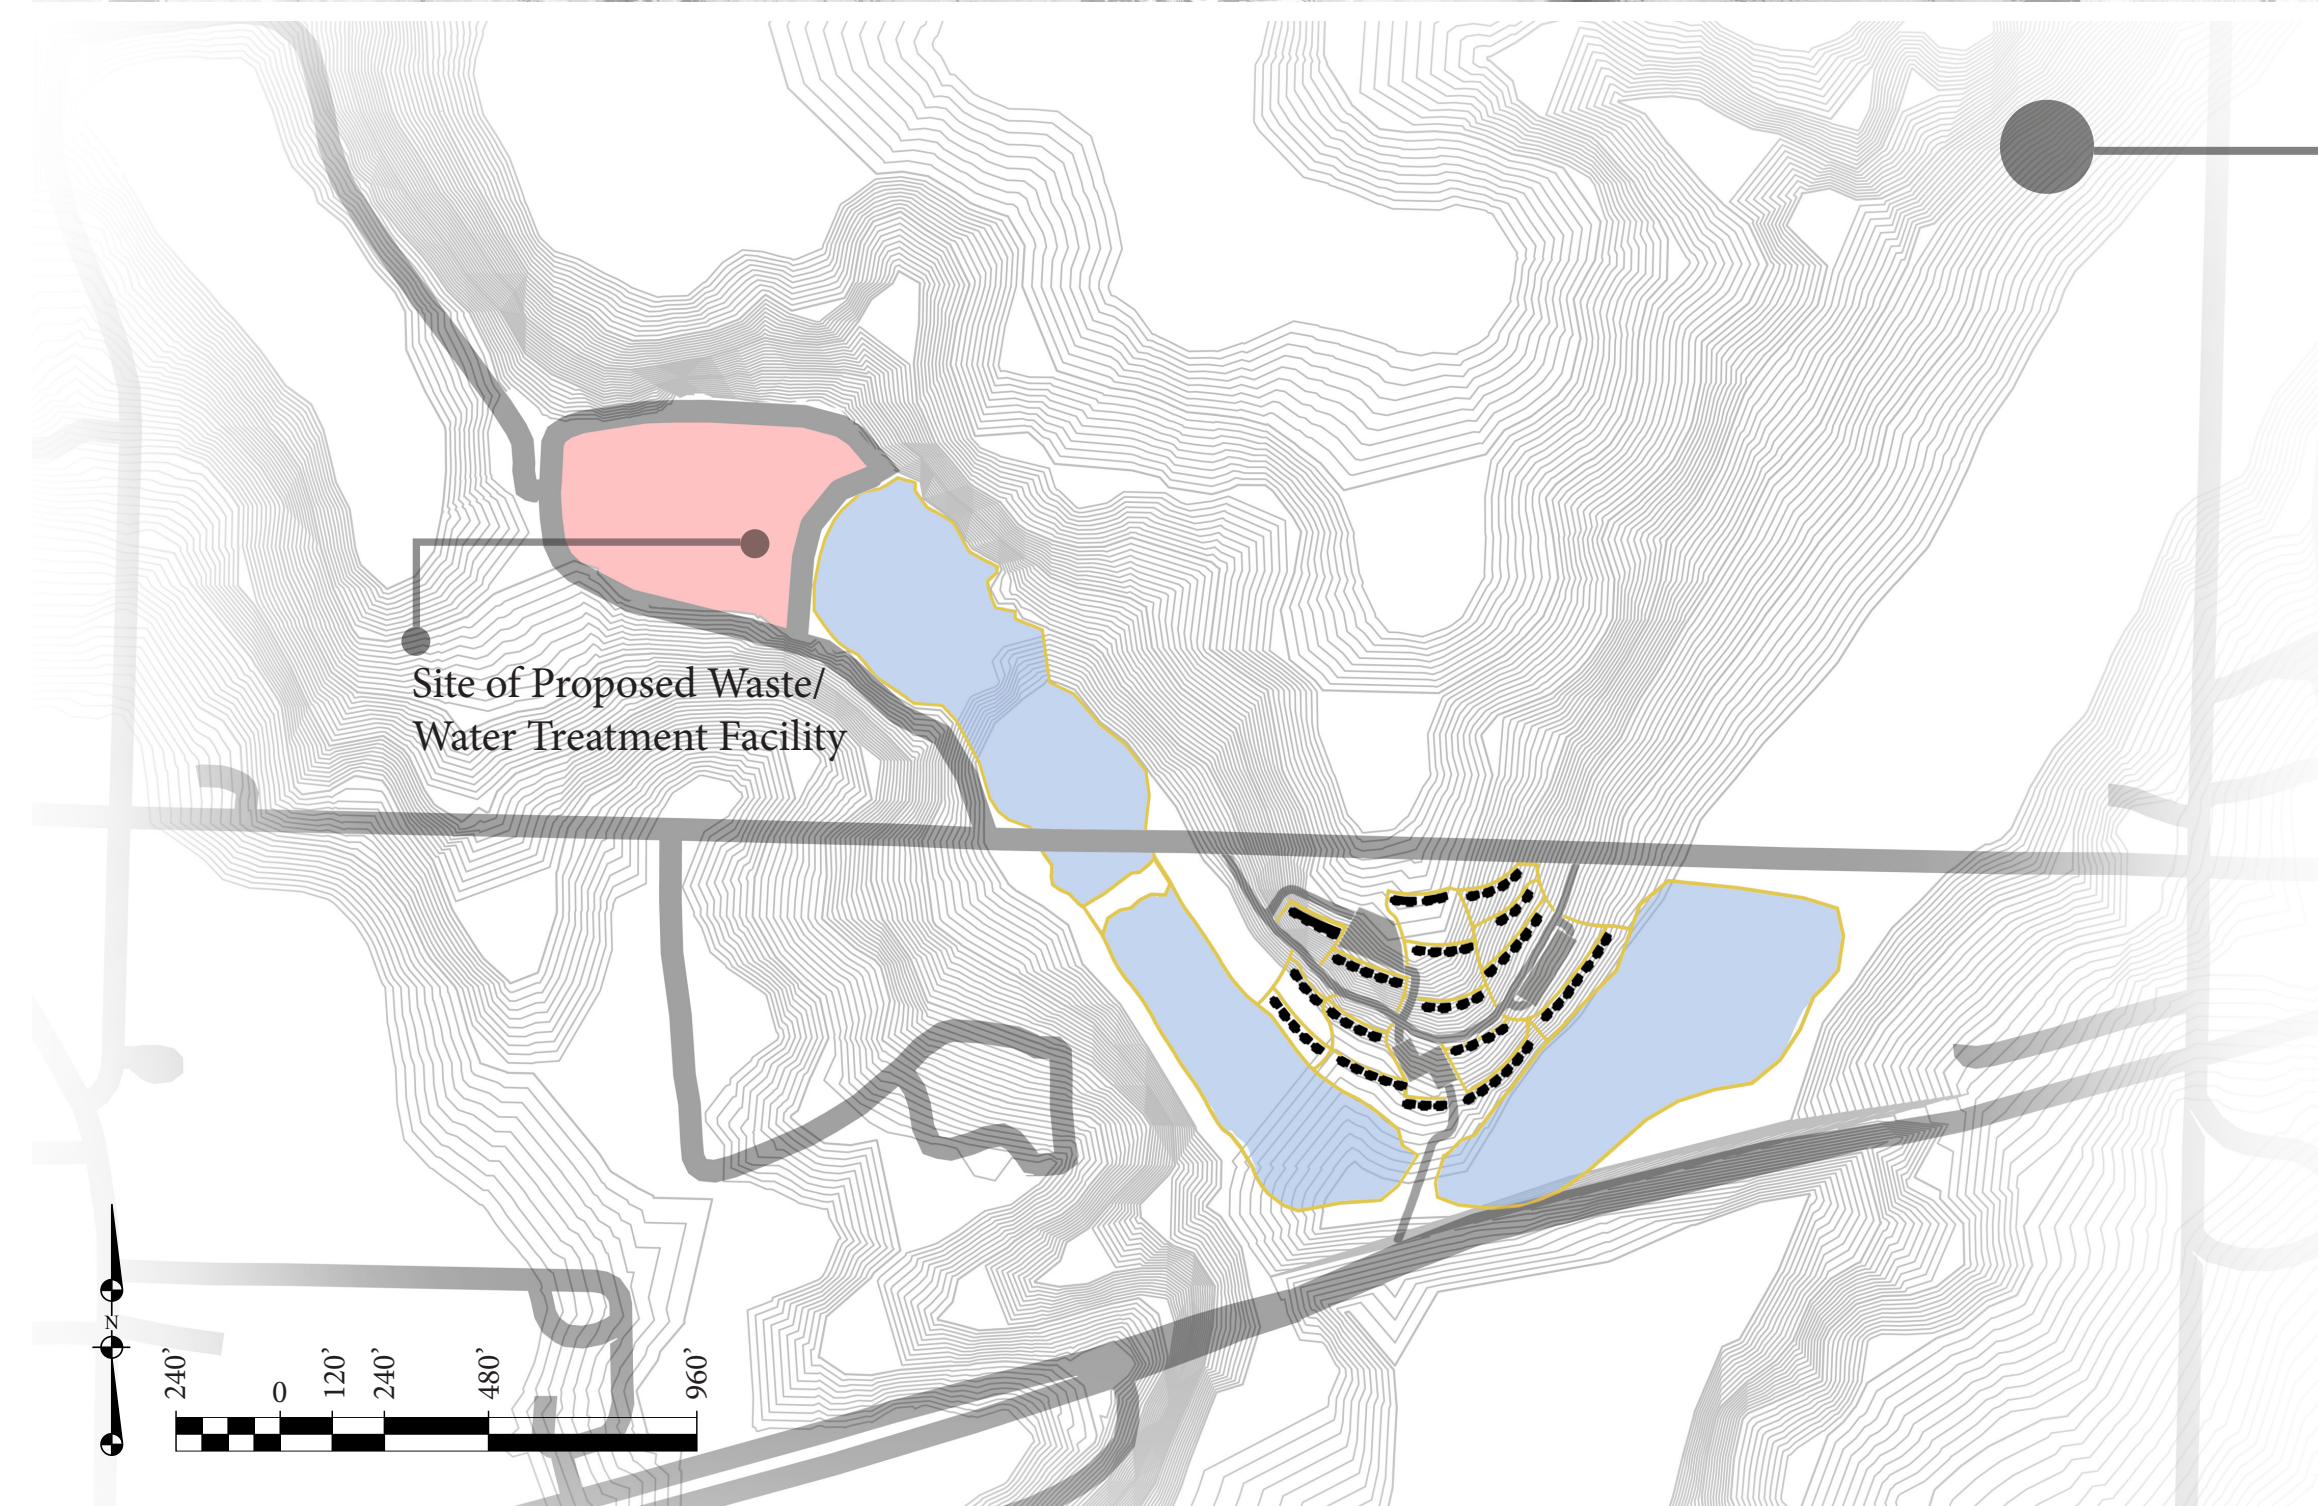 Site of Proposed Waste/
Water Treatment Facility
N
240’
0
120’
240’
480’
960’